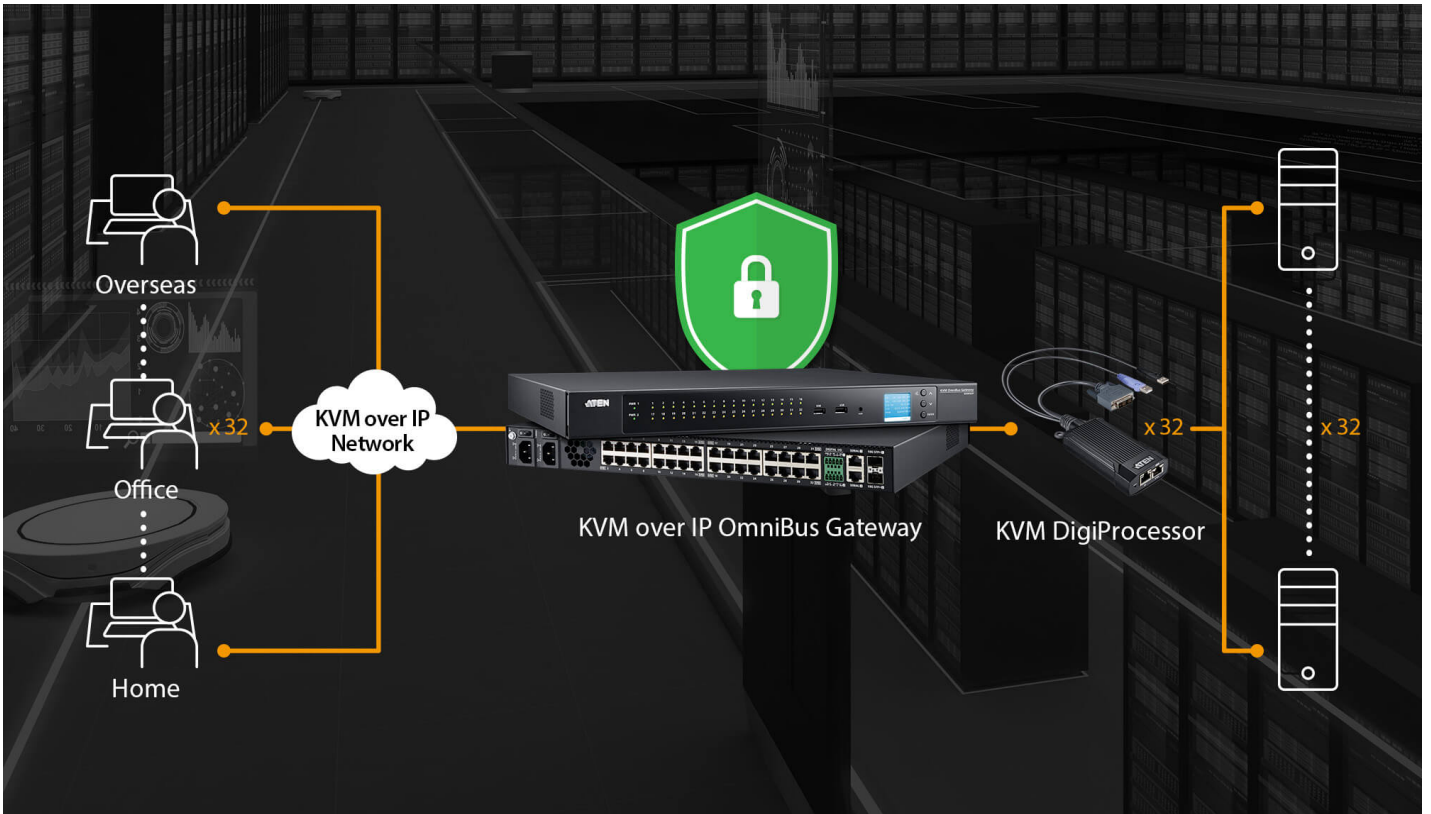 Overseas
Office
Home
x 32
KVM over IP
Network
ATEN
KVM over IP OmniBus Gateway
ATEN
KVM DigiProcessor
x 32
x 32